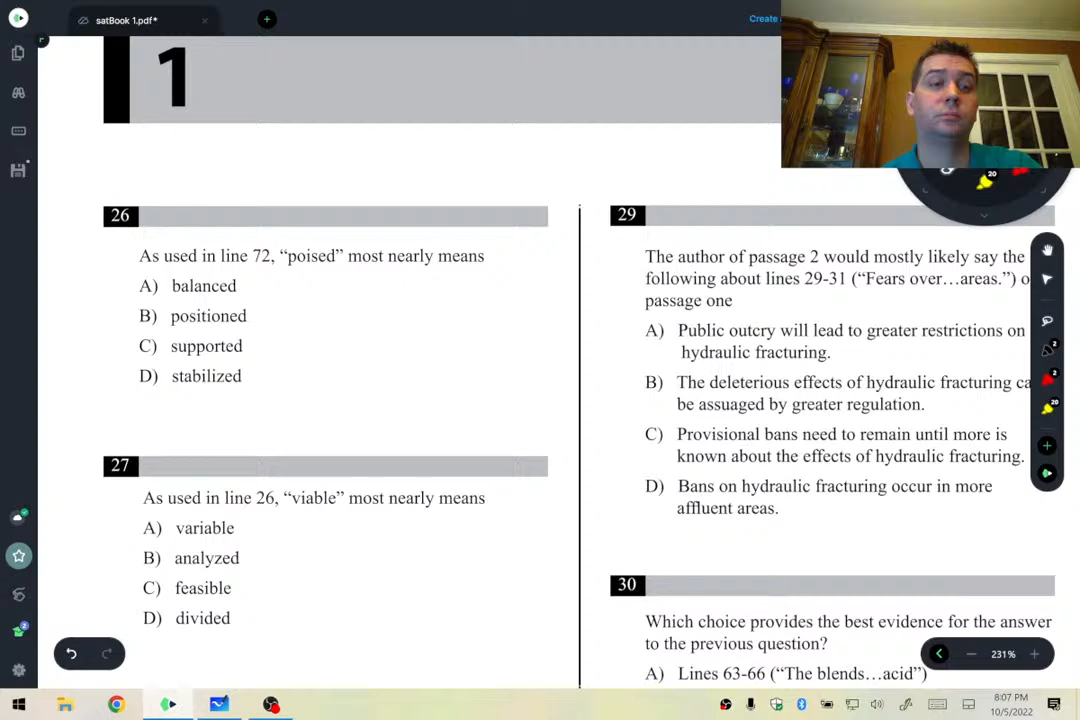 satBook 1.pdf*
Create
1
26
As used in line 72, “poised” most nearly means
A) balanced
B) positioned
C) supported
D) stabilized
27
As used in line 26, “viable” most nearly means
A) variable
B) analyzed
C) feasible
D) divided
29
The author of passage 2 would mostly likely say the
following about lines 29-31 (“Fears over…areas.”) o
passage one
A) Public outcry will lead to greater restrictions on
hydraulic fracturing.
B) The deleterious effects of hydraulic fracturing ca
be assuaged by greater regulation.
C) Provisional bans need to remain until more is
known about the effects of hydraulic fracturing.
D) Bans on hydraulic fracturing occur in more
affluent areas.
30
Which choice provides the best evidence for the answer
to the previous question?
A) Lines 63-66 (“The blends…acid”)
20
2
2
20
2
231%
8:07 PM
10/5/2022